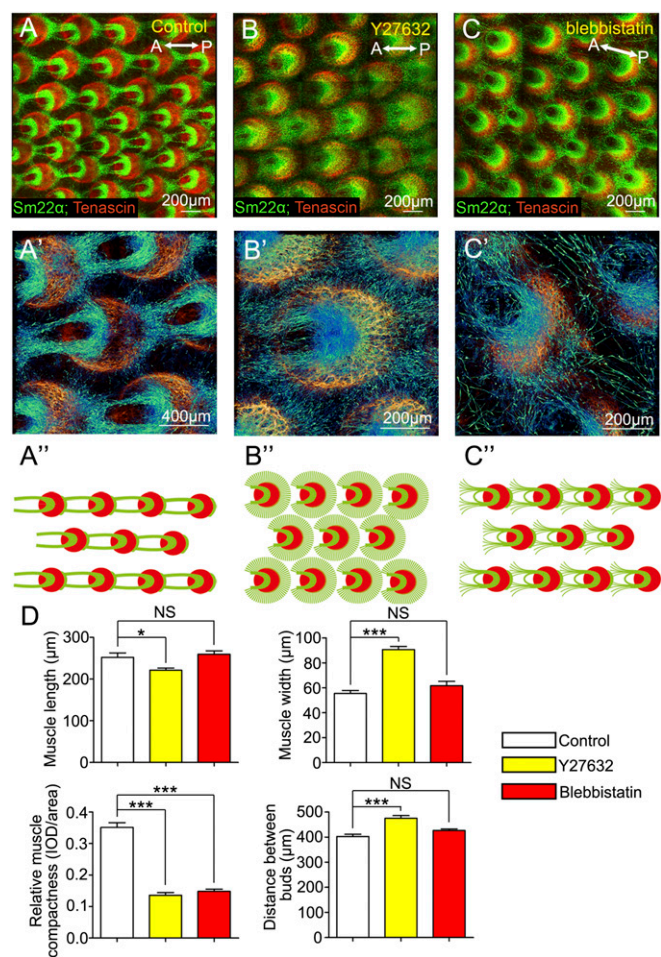 A
Control
A P
200μm
Sm22α; Tenascin
B
Y27632
A P
200μm
Sm22α; Tenascin
C
blebbistatin
A P
200μm
Sm22α; Tenascin
A'
400μm
B'
200μm
C'
200μm
A''
B''
C''
D
NS
*
Muscle length (μm)
300
200
100
0
NS
***
Muscle width (μm)
100
80
60
40
20
0
***
***
Relative muscle
compactness (IOD/area)
0.4
0.3
0.2
0.1
0
NS
***
Distance between
buds (μm)
500
400
300
200
100
0
Control
Y27632
Blebbistatin